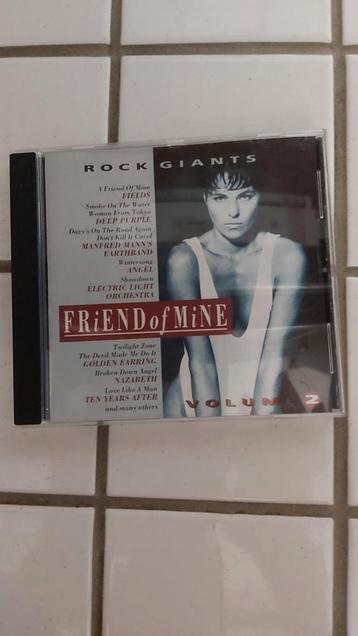 ROCK GIANTS
A Friend Of Mine
FIELDS
Smoke On The Water
Woman From Tokyo
DEEP PURPLE
Davy's On The Road Again
Don't Kill It Carol
MANFRED MANN'S
EARTHBAND
Wintersong
ANGEL
Showdown
ELECTRIC LIGHT
ORCHESTRA
FRiEND of MiNE
Twilight Zone
The Devil Made Me Do It
GOLDEN EARRING
Broken Down Angel
NAZARETH
Love Like A Man
TEN YEARS AFTER
and many others
VOLUME 2